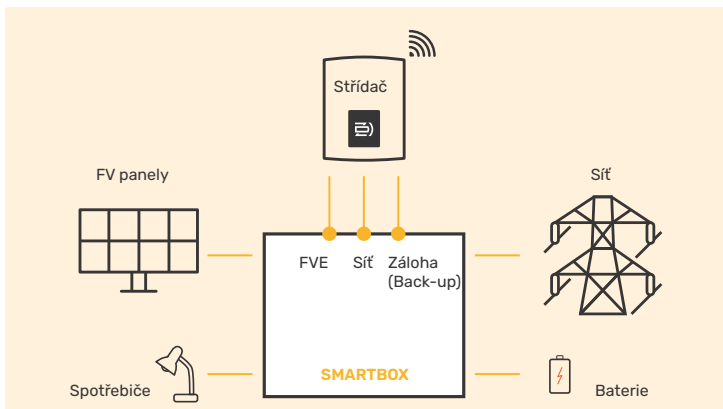 Střídač
FV panely
Síť
FVE Síť Záloha
(Back-up)
SMARTBOX
Spotřebiče
Baterie